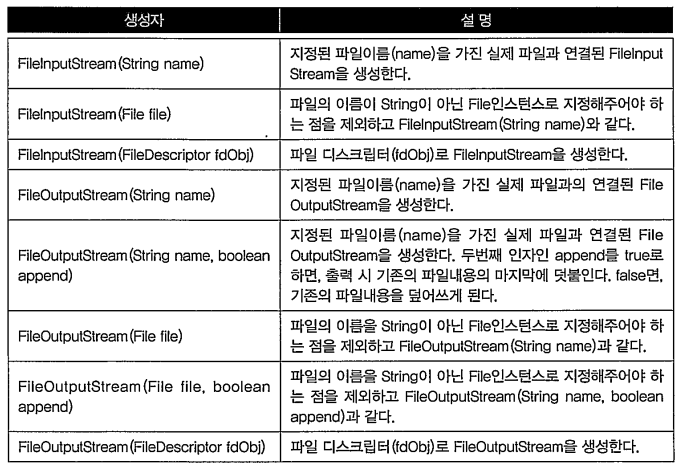 생성자
설 명
FileInputStream(String name)
지정된 파일이름(name)을 가진 실제 파일과 연결된 FileInput
Stream을 생성한다.
FileInputStream(File file)
파일의 이름이 String이 아닌 File인스턴스로 지정해주어야 하
는 점을 제외하고 FileInputStream(String name)와 같다.
FileInputStream(FileDescriptor fdObj)
파일 디스크립터(fdObj)로 FileInputStream을 생성한다.
FileOutputStream(String name)
지정된 파일이름(name)을 가진 실제 파일과의 연결된 File
OutputStream을 생성한다.
FileOutputStream(String name, boolean
append)
지정된 파일이름(name)을 가진 실제 파일과 연결된 File
OutputStream을 생성한다. 두번째 인자인 append를 true로
하면, 출력 시 기존의 파일내용의 마지막에 덧붙인다. false면,
기존의 파일내용을 덮어쓰게 된다.
FileOutputStream(File file)
파일의 이름을 String이 아닌 File인스턴스로 지정해주어야 하
는 점을 제외하고 FileOutputStream(String name)과 같다.
FileOutputStream(File file, boolean
append)
파일의 이름을 String이 아닌 File인스턴스로 지정해주어야 하
는 점을 제외하고 FileOutputStream(String name, boolean
append)과 같다.
FileOutputStream(FileDescriptor fdObj)
파일 디스크립터(fdObj)로 FileOutputStream을 생성한다.